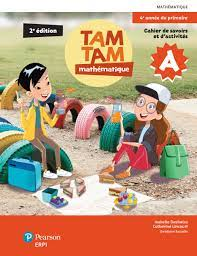 MATHÉMATIQUE
4e année du primaire
2e édition
Cahier de savoirs
et d'activités
TAM
TAM
mathématique
A
Pearson
ERPI